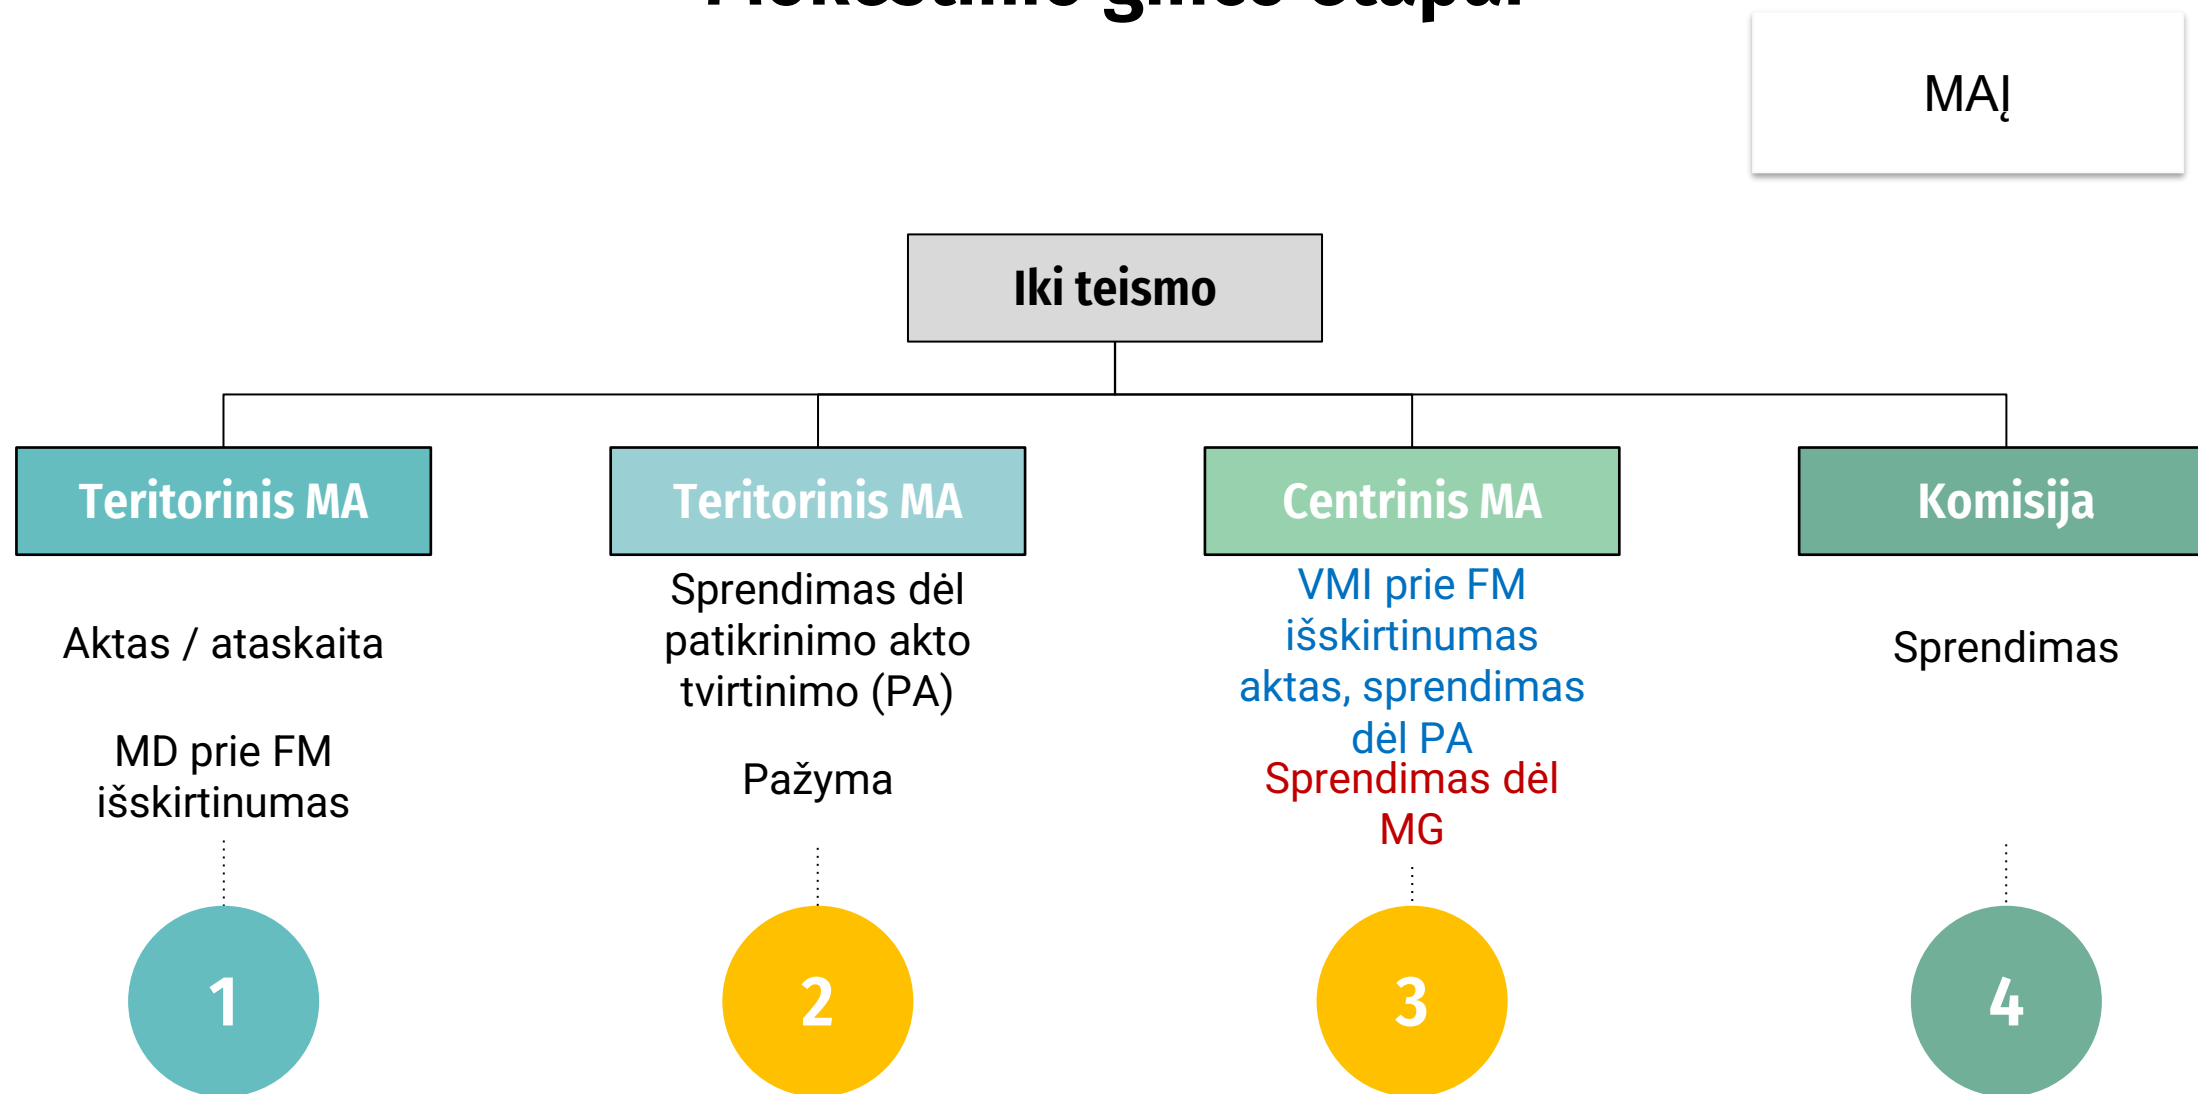 MAĮ
Iki teismo
Teritorinis MA
Teritorinis MA
Centrinis MA
Komisija
Aktas / ataskaita
MD prie FM
išskirtinumas
Sprendimas dėl
patikrinimo akto
tvirtinimo (PA)
Pažyma
VMI prie FM
išskirtinumas
aktas, sprendimas
dėl PA
Sprendimas dėl
MG
Sprendimas
1
2
3
4